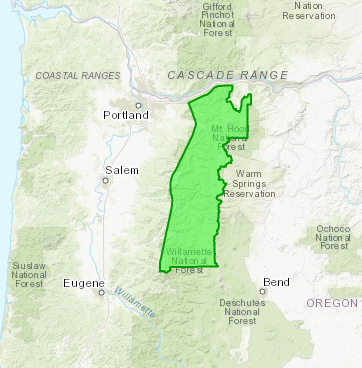 Gifford
Pinchot
National
Forest
Nation
Reservation
COASTAL RANGES
CASCADE RANGE
Portland
Mt. Hood
National
Forest
Salem
Warm
Springs
Reservation
Ochoco
National
Forest
Willamette
National
Forest
Siuslaw
National
Forest
Eugene
Willamette
Bend
Deschutes
National
Forest
OREGON